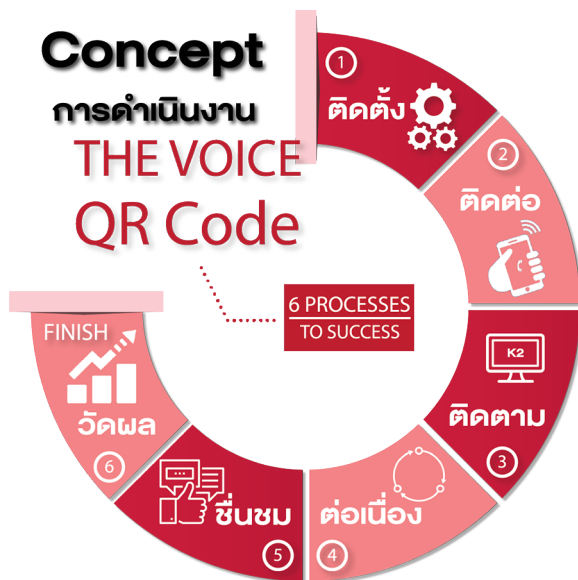 Concept
การดำเนินงาน
THE VOICE
QR Code
6 PROCESSES
TO SUCCESS
1
ติดตั้ง
2
ติดต่อ
K2
ติดตาม
3
ต่อเนื่อง
4
ชื่นชม
5
FINISH
วัดผล
6